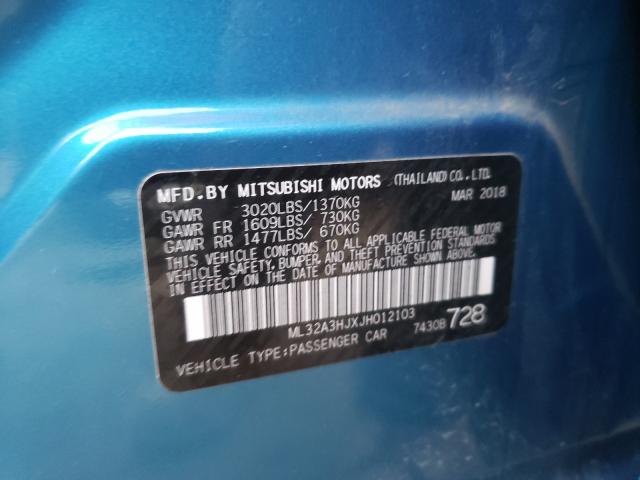 MFD. BY MITSUBISHI MOTORS (THAILAND) CO., LTD.
MAR 2018
GVWR 3020LBS/1370KG
GAWR FR 1609LBS/ 730KG
GAWR RR 1477LBS/ 670KG
THIS VEHICLE CONFORMS TO ALL APPLICABLE FEDERAL MOTOR
VEHICLE SAFETY, BUMPER, AND THEFT PREVENTION STANDARDS
IN EFFECT ON THE DATE OF MANUFACTURE SHOWN ABOVE.
ML32A3HJXJH012103
7430B 728
VEHICLE TYPE:PASSENGER CAR